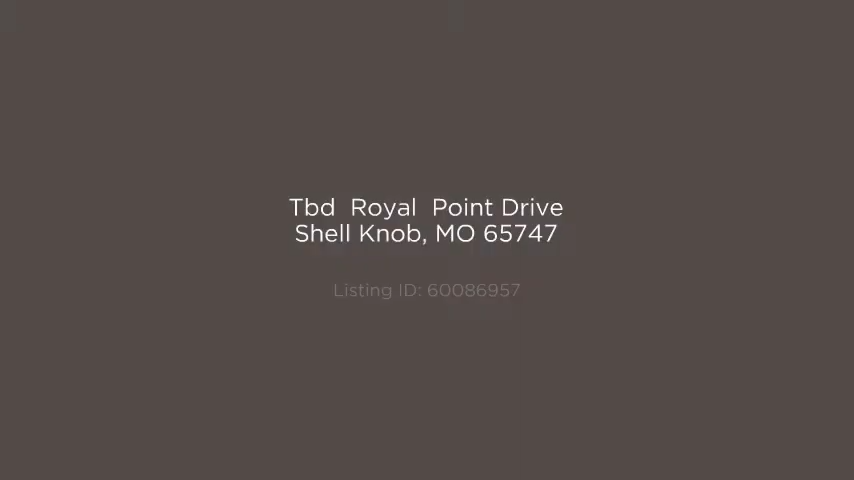 Tbd  Royal  Point Drive
Shell Knob, MO 65747
Listing ID: 60086957